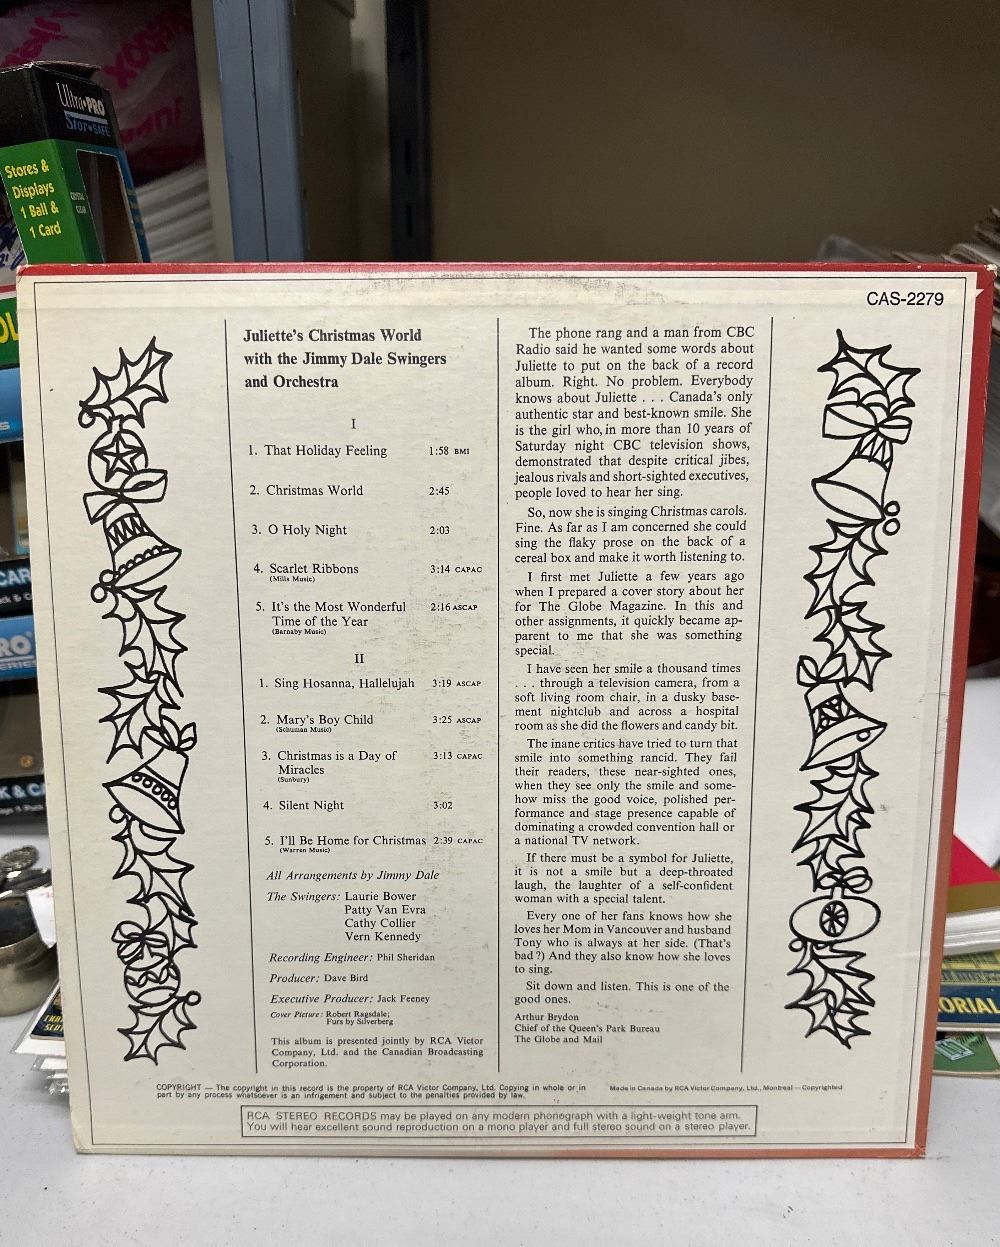 Ultra•PRO
Stor•SAFE
Stores &
Displays
1 Ball &
1 Card
CRYSTAL
CLEAR
CAS-2279
Juliette's Christmas World
with the Jimmy Dale Swingers
and Orchestra
I
1. That Holiday Feeling 1:58 BMI
2. Christmas World 2:45
3. O Holy Night 2:03
4. Scarlet Ribbons 3:14 CAPAC
(Mills Music)
5. It's the Most Wonderful 2:16 ASCAP
Time of the Year
(Barnaby Music)
II
1. Sing Hosanna, Hallelujah 3:19 ASCAP
2. Mary's Boy Child 3:25 ASCAP
(Schuman Music)
3. Christmas is a Day of 3:13 CAPAC
Miracles
(Sunbury)
4. Silent Night 3:02
5. I'll Be Home for Christmas 2:39 CAPAC
(Warren Music)
All Arrangements by Jimmy Dale
The Swingers: Laurie Bower
Patty Van Evra
Cathy Collier
Vern Kennedy
Recording Engineer: Phil Sheridan
Producer: Dave Bird
Executive Producer: Jack Feeney
Cover Picture: Robert Ragsdale;
Furs by Silverberg
This album is presented jointly by RCA Victor
Company, Ltd. and the Canadian Broadcasting
Corporation.
The phone rang and a man from CBC
Radio said he wanted some words about
Juliette to put on the back of a record
album. Right. No problem. Everybody
knows about Juliette . . . Canada's only
authentic star and best-known smile. She
is the girl who, in more than 10 years of
Saturday night CBC television shows,
demonstrated that despite critical jibes,
jealous rivals and short-sighted executives,
people loved to hear her sing.
So, now she is singing Christmas carols.
Fine. As far as I am concerned she could
sing the flaky prose on the back of a
cereal box and make it worth listening to.
I first met Juliette a few years ago
when I prepared a cover story about her
for The Globe Magazine. In this and
other assignments, it quickly became ap-
parent to me that she was something
special.
I have seen her smile a thousand times
. . . through a television camera, from a
soft living room chair, in a dusky base-
ment nightclub and across a hospital
room as she did the flowers and candy bit.
The inane critics have tried to turn that
smile into something rancid. They fail
their readers, these near-sighted ones,
when they see only the smile and some-
how miss the good voice, polished per-
formance and stage presence capable of
dominating a crowded convention hall or
a national TV network.
If there must be a symbol for Juliette,
it is not a smile but a deep-throated
laugh, the laughter of a self-confident
woman with a special talent.
Every one of her fans knows how she
loves her Mom in Vancouver and husband
Tony who is always at her side. (That's
bad?) And they also know how she loves
to sing.
Sit down and listen. This is one of the
good ones.
Arthur Brydon
Chief of the Queen's Park Bureau
The Globe and Mail
COPYRIGHT — The copyright in this record is the property of RCA Victor Company, Ltd. Copying in whole or in
part by any process whatsoever is an infringement and subject to the penalties provided by law.
Made in Canada by RCA Victor Company, Ltd., Montreal — Copyrighted
RCA STEREO RECORDS may be played on any modern phonograph with a light-weight tone arm.
You will hear excellent sound reproduction on a mono player and full stereo sound on a stereo player.